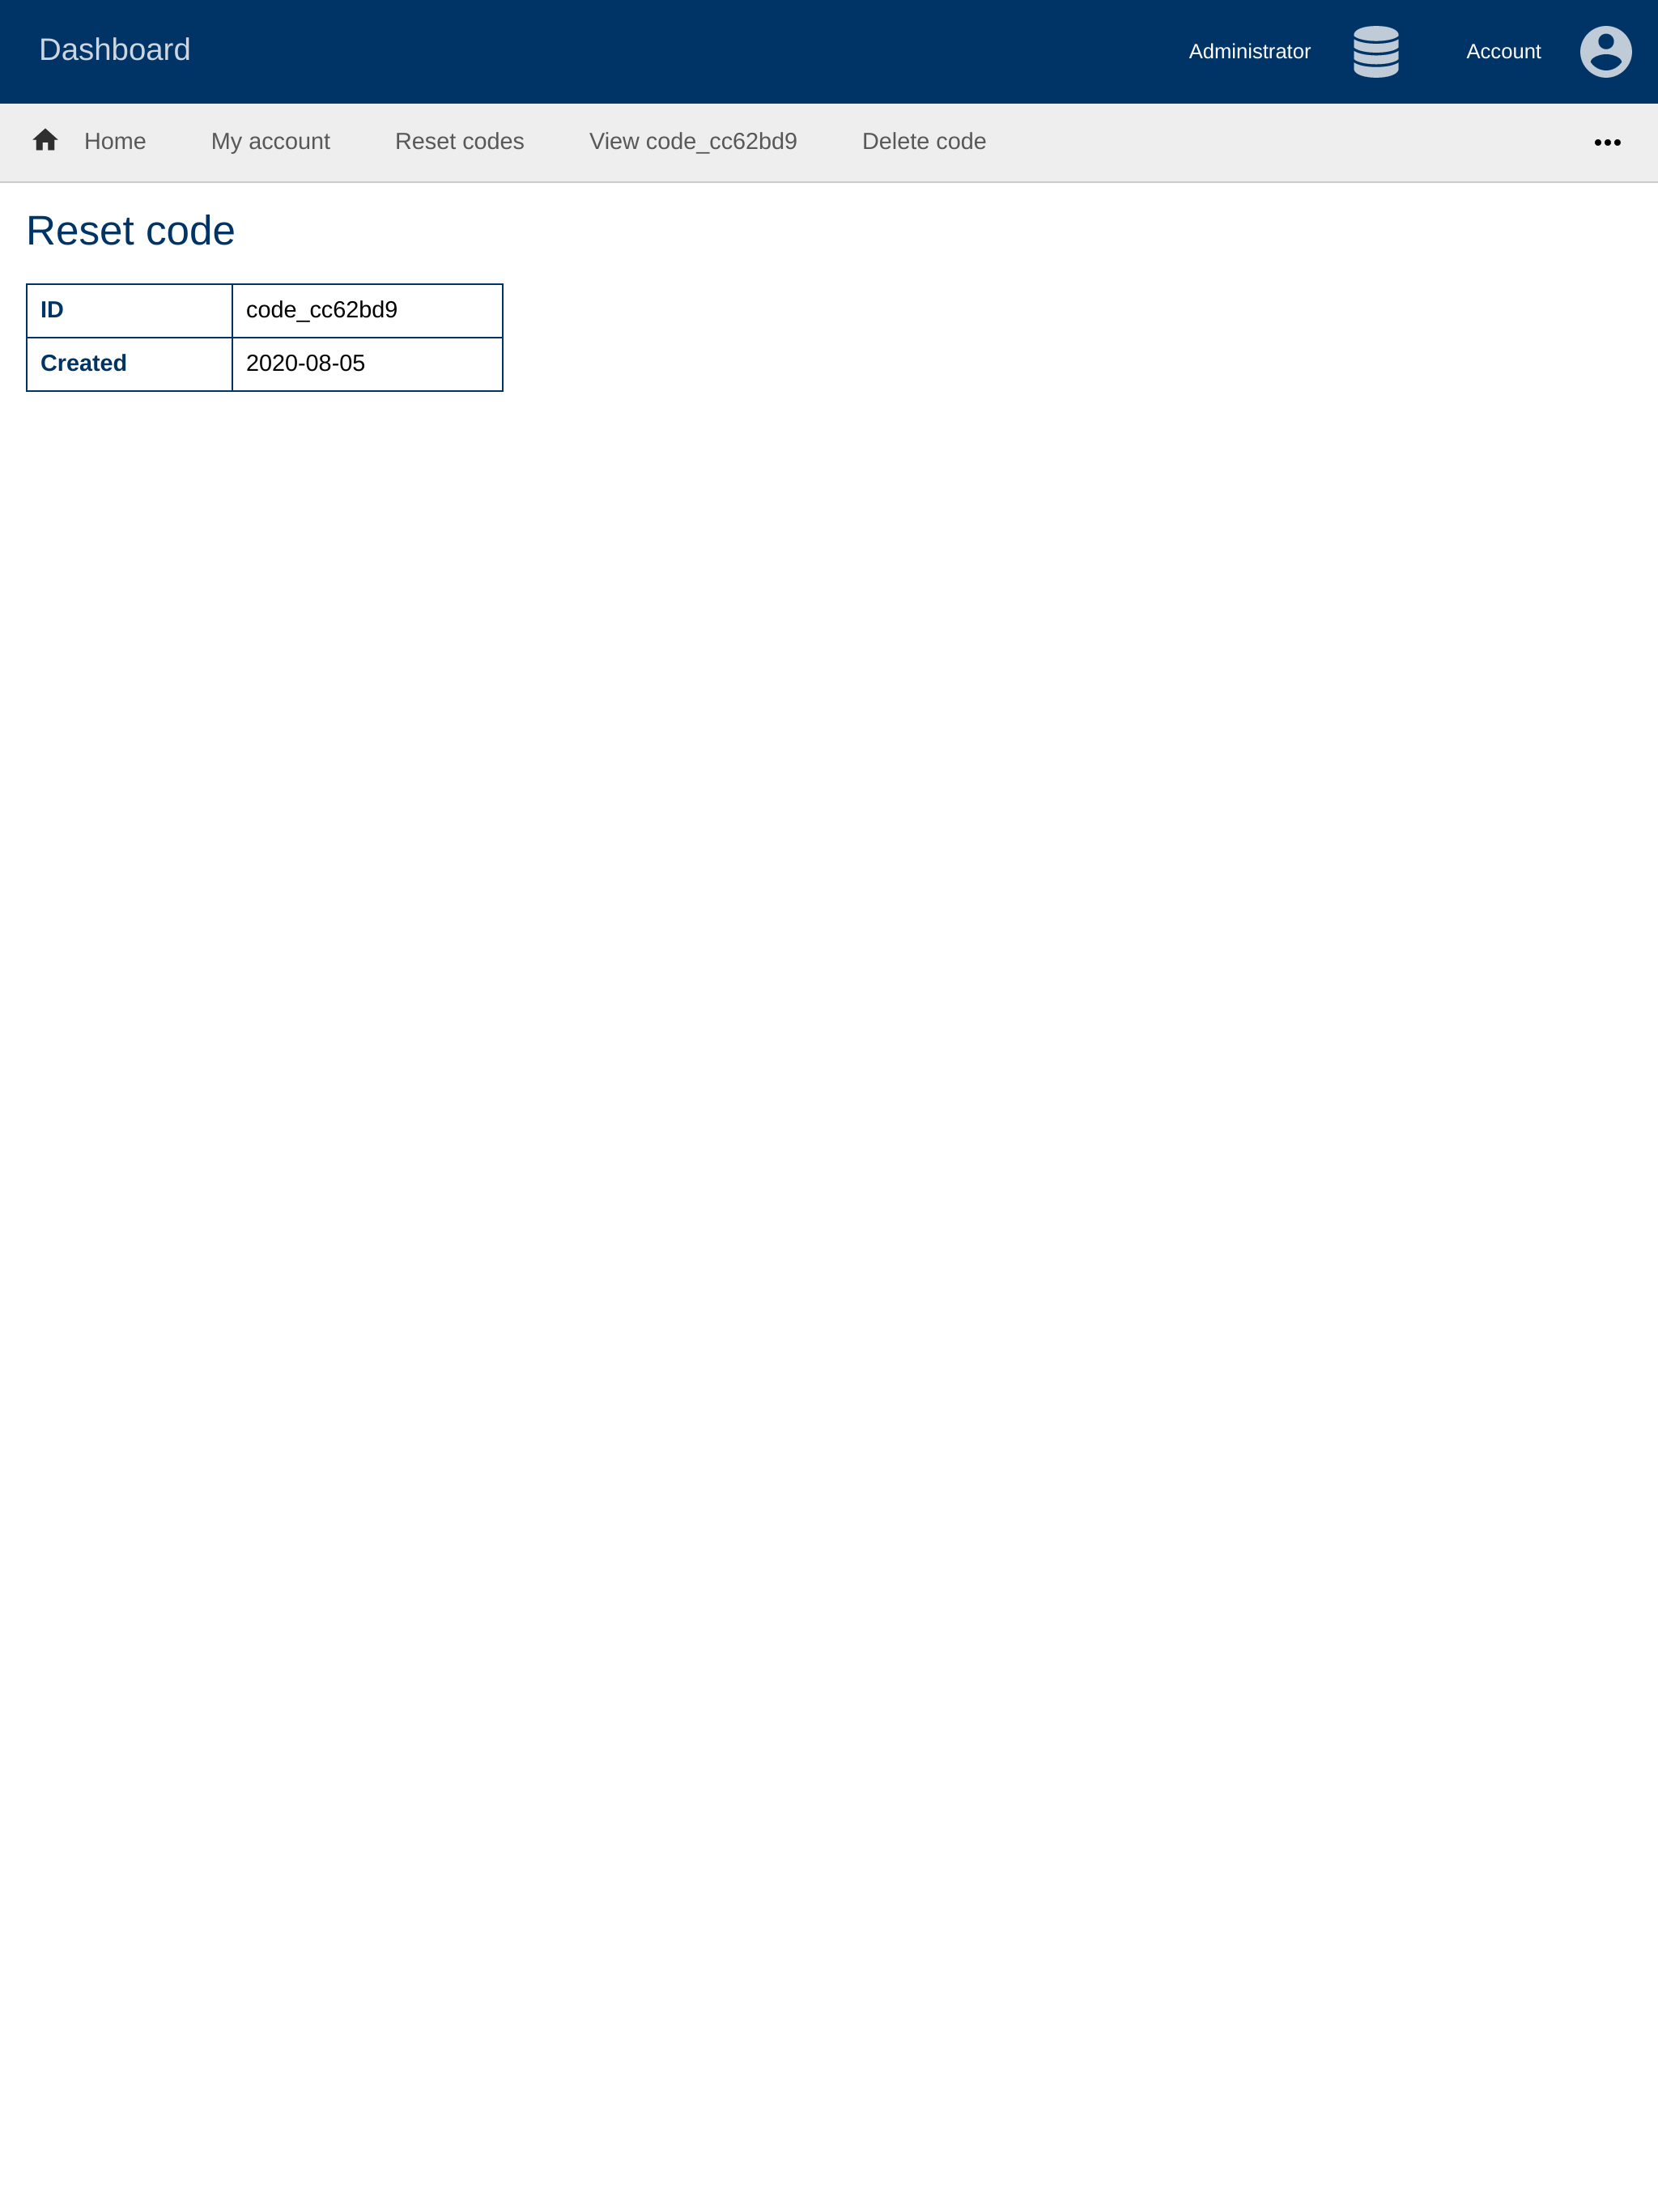 Dashboard Administrator Account
Home My account Reset codes View code_cc62bd9 Delete code
Reset code
ID code_cc62bd9
Created 2020-08-05